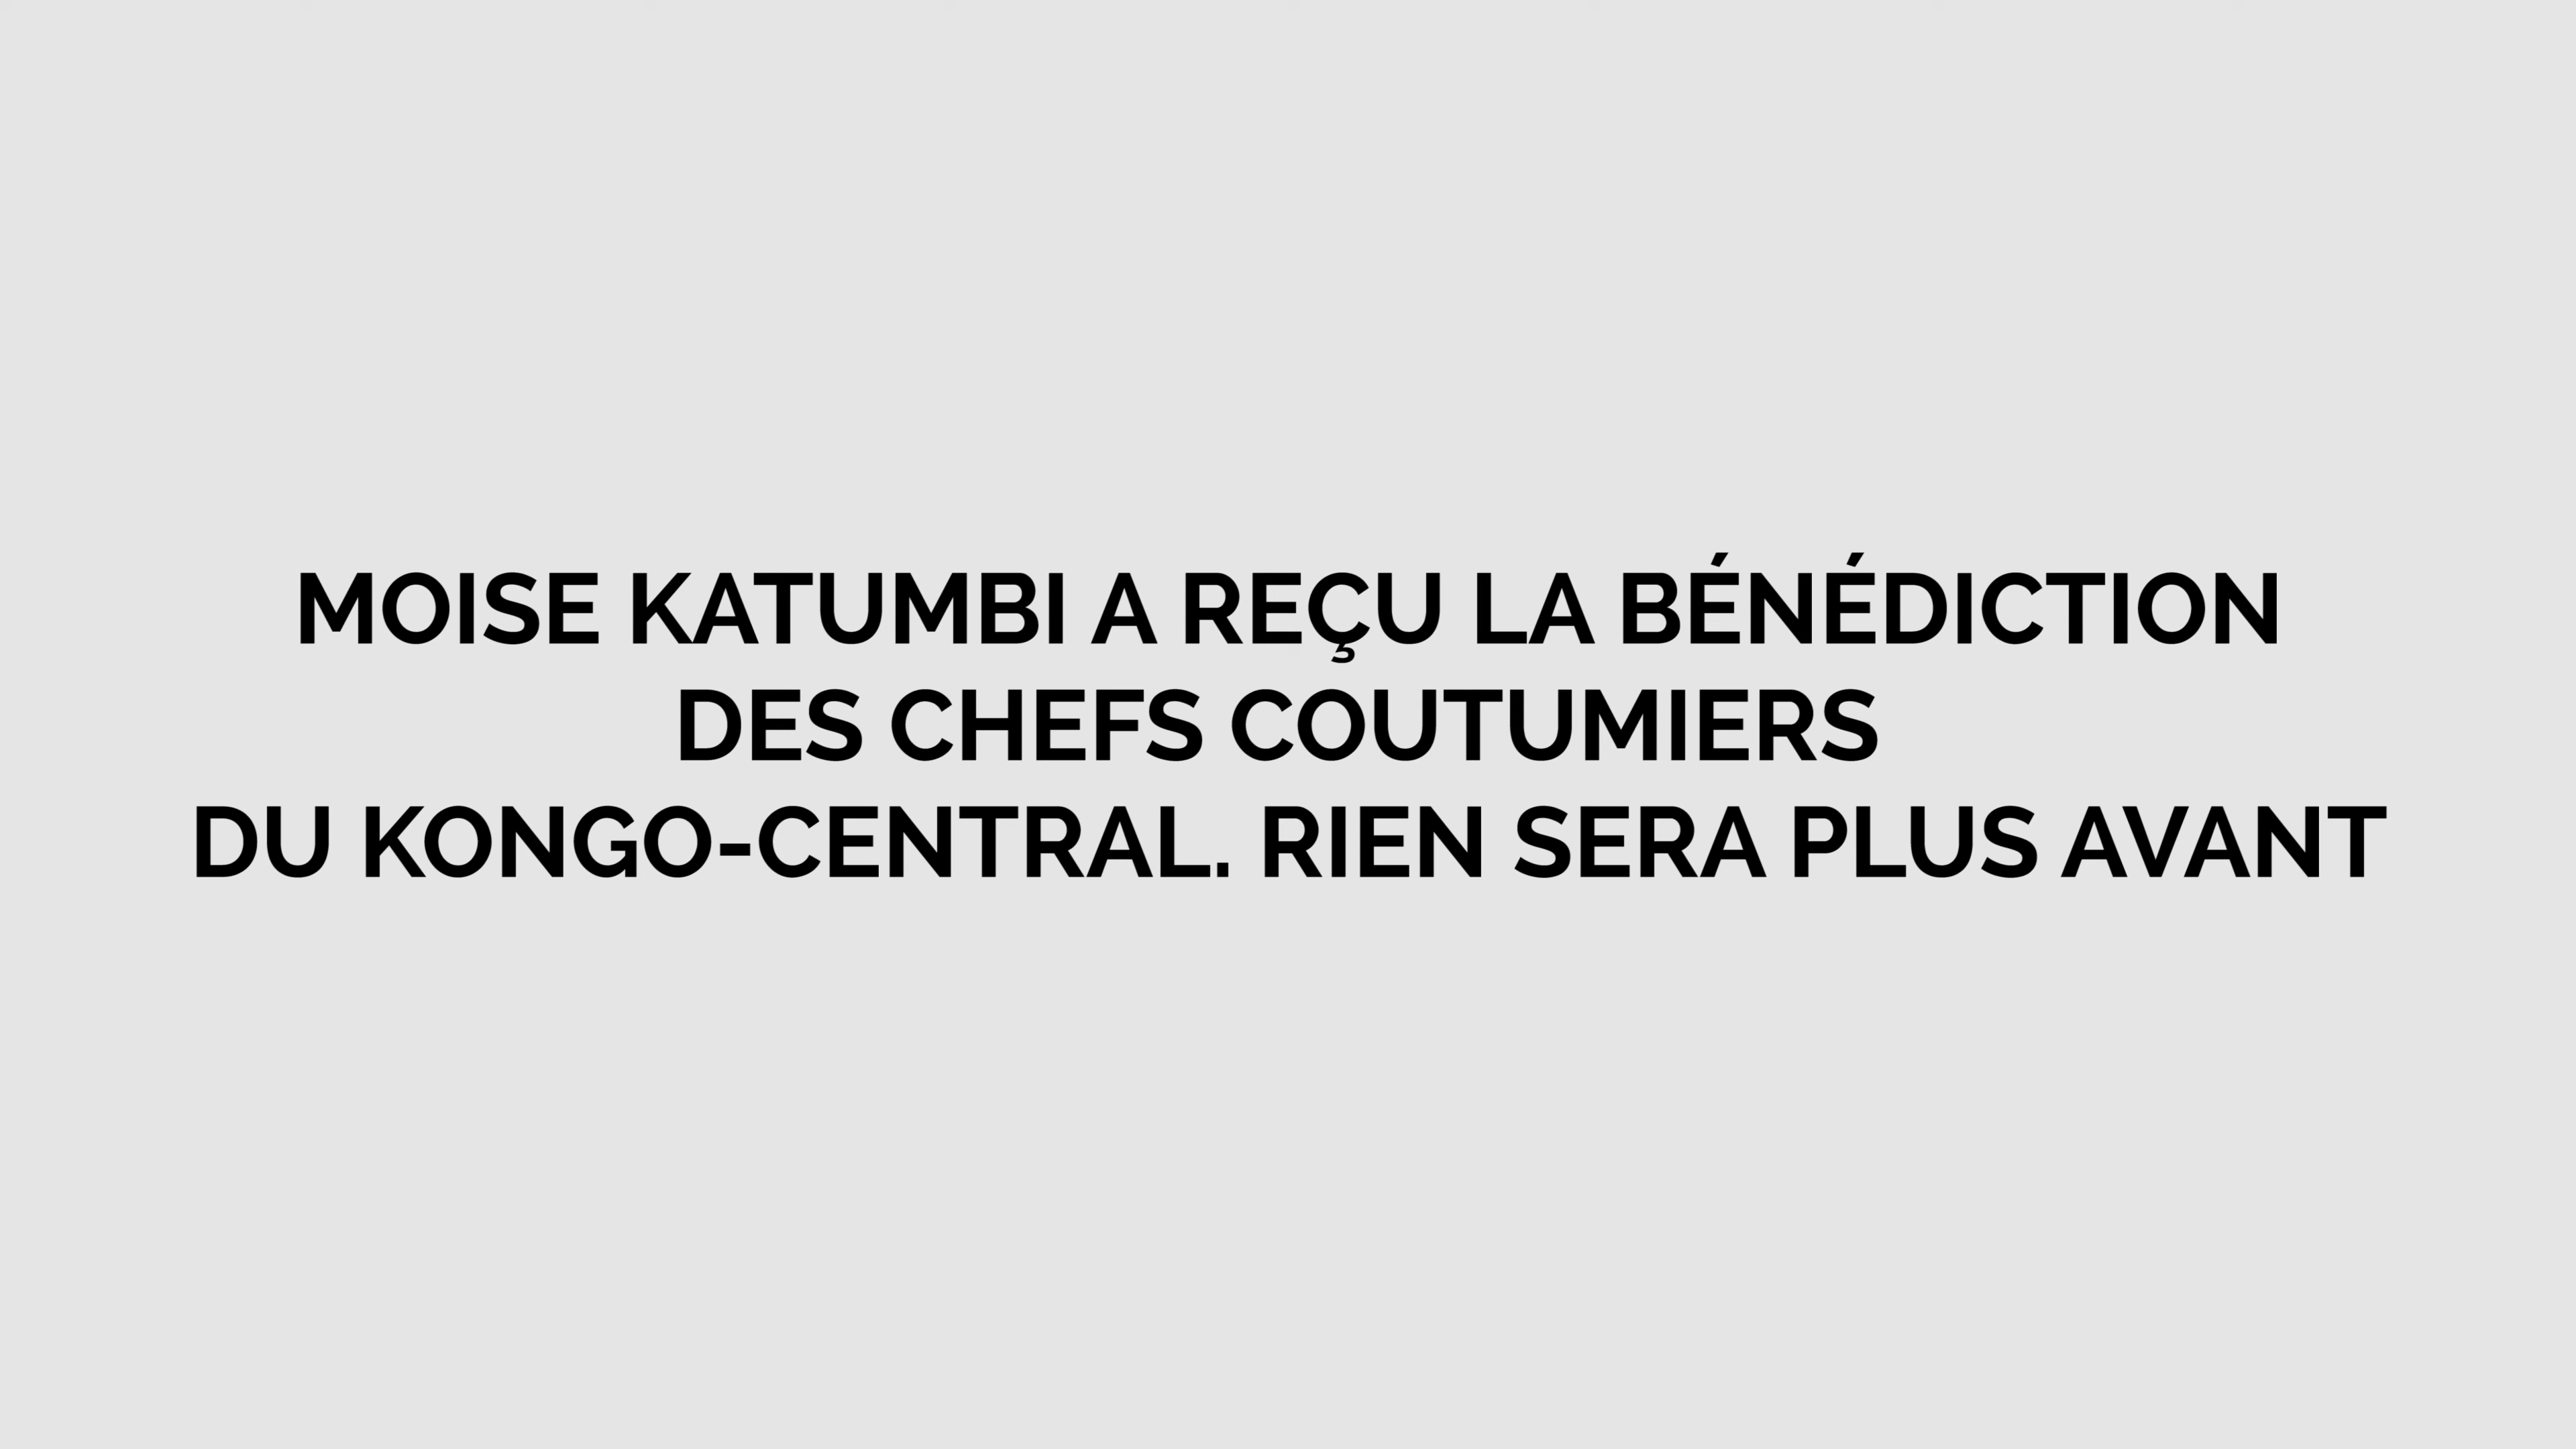 MOISE KATUMBI A REÇU LA BÉNÉDICTION
DES CHEFS COUTUMIERS
DU KONGO-CENTRAL. RIEN SERA PLUS AVANT